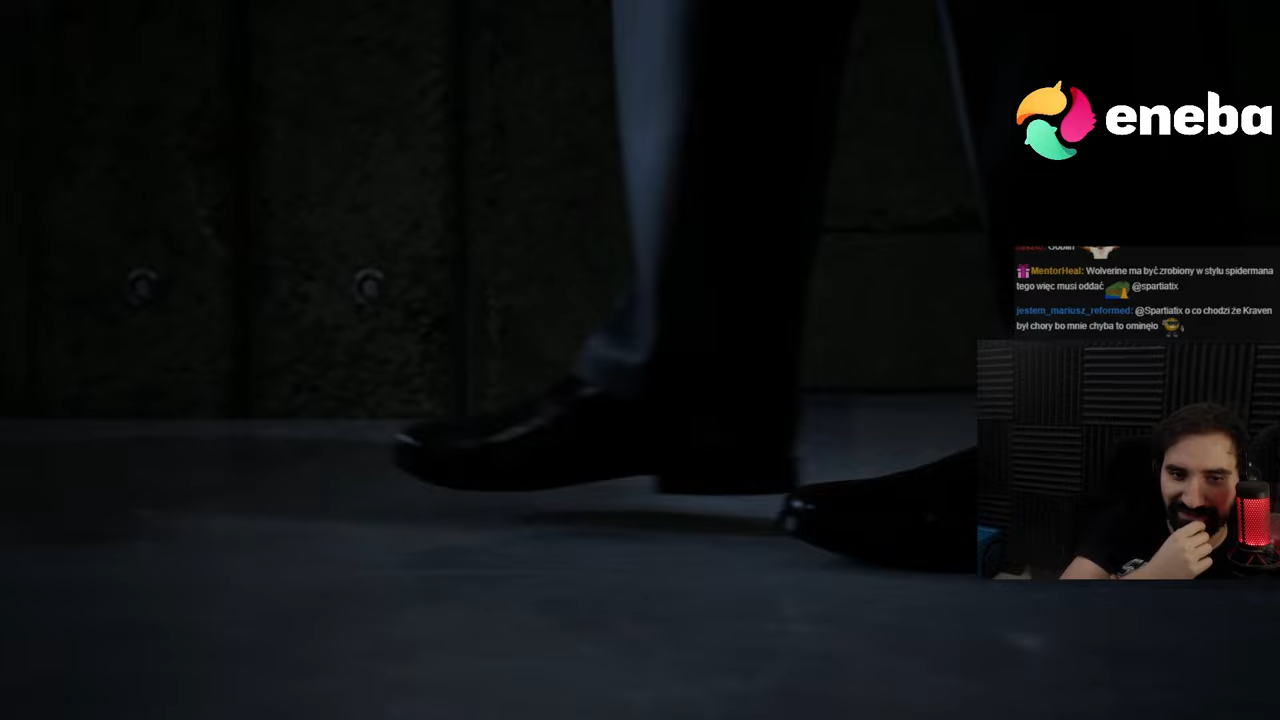 eneba
Goblin
MentorHeal: Wolverine ma być zrobiony w stylu spidermana
tego więc musi oddać @spartiatix
jestem_mariusz_reformed: @Spartiatix o co chodzi że Kraven
był chory bo mnie chyba to ominęło